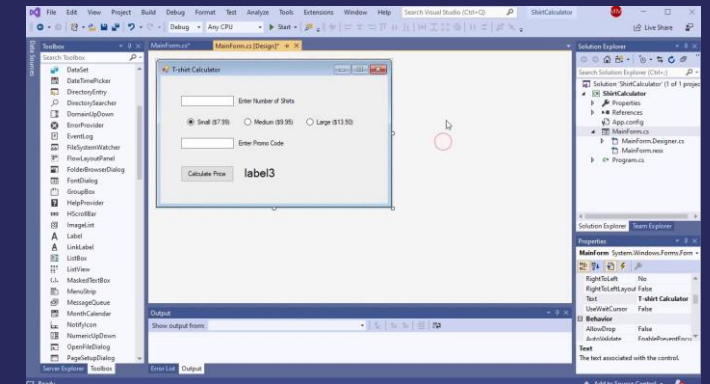 File Edit View Project Build Debug Format Test Analyze Tools Extensions Window Help Search Visual Studio (Ctrl+Q) ShirtCalculator
Debug Any CPU Start Live Share
Data Sources
Toolbox
Search Toolbox
DataSet
DateTimePicker
DirectoryEntry
DirectorySearcher
DomainUpDown
ErrorProvider
EventLog
FileSystemWatcher
FlowLayoutPanel
FolderBrowserDialog
FontDialog
GroupBox
HelpProvider
HScrollBar
ImageList
Label
LinkLabel
ListBox
ListView
MaskedTextBox
MenuStrip
MessageQueue
MonthCalendar
NotifyIcon
NumericUpDown
OpenFileDialog
PageSetupDialog
Server Explorer Toolbox
MainForm.cs* MainForm.cs [Design]*
T-shirt Calculator
Enter Number of Shirts
Small ($7.99) Medium ($9.95) Large ($13.50)
Enter Promo Code
Calculate Price label3
Output
Show output from:
Error List Output
Solution Explorer
Search Solution Explorer (Ctrl+;)
Solution 'ShirtCalculator' (1 of 1 projec
ShirtCalculator
Properties
References
App.config
MainForm.cs
MainForm.Designer.cs
MainForm.resx
Program.cs
Solution Explorer Team Explorer
Properties
MainForm System.Windows.Forms.Form
RightToLeft No
RightToLeftLayout False
Text T-shirt Calculator
UseWaitCursor False
Behavior
AllowDrop False
AutoValidate EnablePreventFocus
Text
The text associated with the control.
Ready
Add to Source Control